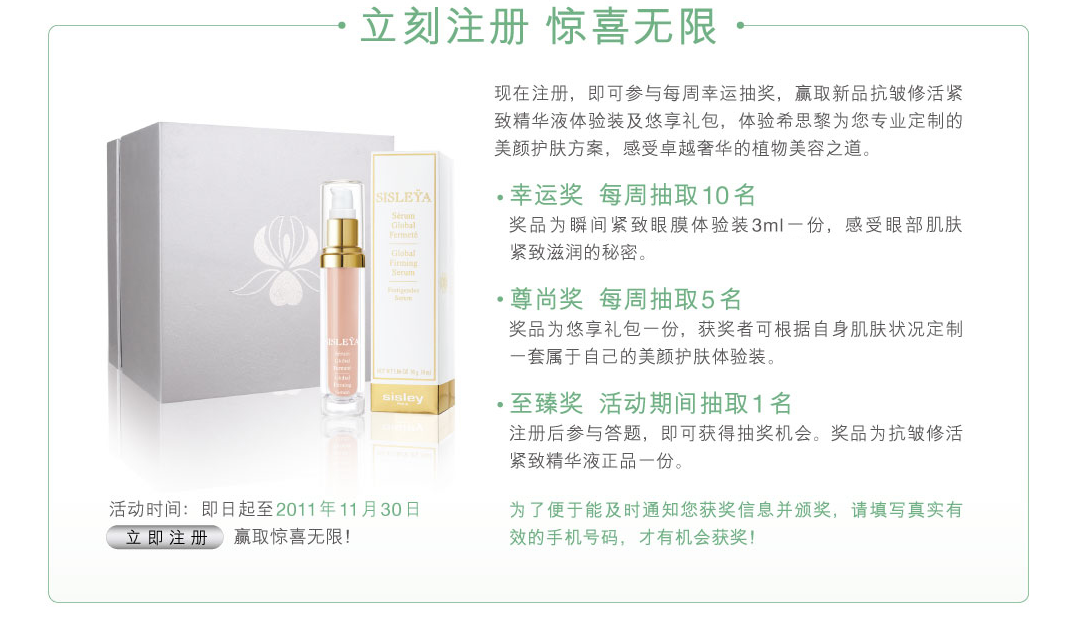 立刻注册 惊喜无限
现在注册，即可参与每周幸运抽奖，赢取新品抗皱修活紧
致精华液体验装及悠享礼包，体验希思黎为您专业定制的
美颜护肤方案，感受卓越奢华的植物美容之道。
• 幸运奖 每周抽取10名
奖品为瞬间紧致眼膜体验装3ml一份，感受眼部肌肤
紧致滋润的秘密。
• 尊尚奖 每周抽取5名
奖品为悠享礼包一份，获奖者可根据自身肌肤状况定制
一套属于自己的美颜护肤体验装。
• 至臻奖 活动期间抽取1名
注册后参与答题，即可获得抽奖机会。奖品为抗皱修活
紧致精华液正品一份。
为了便于能及时通知您获奖信息并颁奖，请填写真实有
效的手机号码，才有机会获奖！
SISLEŸA
Sérum
Global
Fermeté
Global
Firming
Serum
sisley
SISLEŸA
Sérum
Global
Fermeté
Global
Firming
Serum
活动时间：即日起至2011年11月30日
立即注册 赢取惊喜无限！